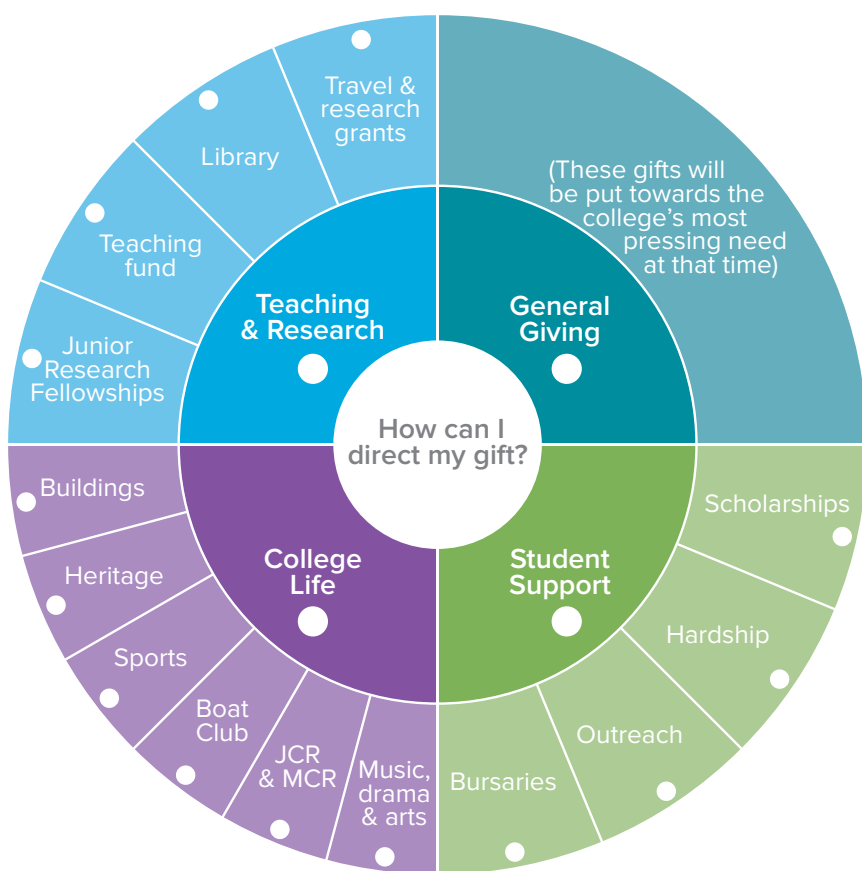 How can I
direct my gift?
Teaching
& Research
Travel &
research
grants
Library
Teaching
fund
Junior
Research
Fellowships
General
Giving
(These gifts will
be put towards the
college’s most
pressing need
at that time)
Student
Support
Scholarships
Hardship
Outreach
Bursaries
College
Life
Buildings
Heritage
Sports
Boat
Club
JCR
& MCR
Music,
drama
& arts